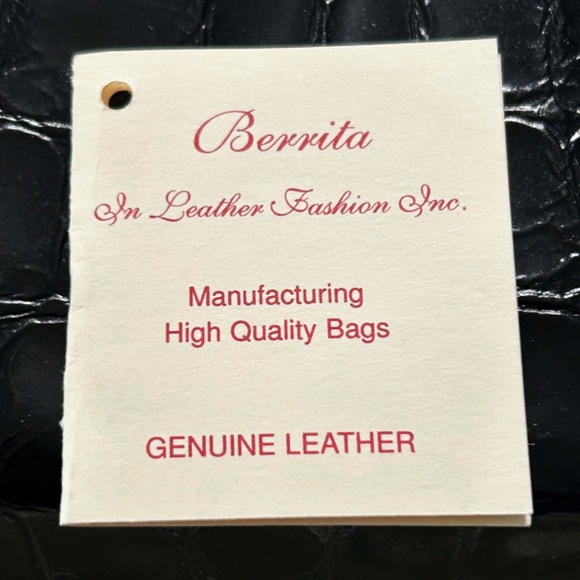 Berrita
In Leather Fashion Inc.
Manufacturing
High Quality Bags
GENUINE LEATHER